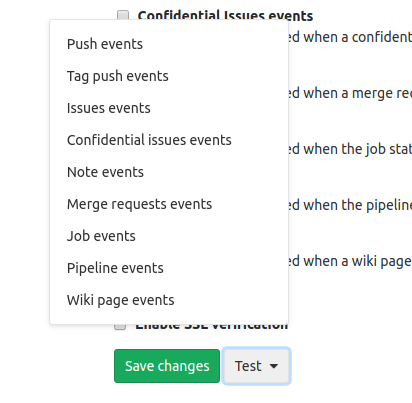 Confidential Issues events
Push events
ed when a confident
Tag push events
Issues events
ed when a merge rec
Confidential issues events
ed when the job stat
Note events
Merge requests events
ed when the pipeline
Job events
Pipeline events
ed when a wiki page
Wiki page events
Enable SSL verification
Save changes
Test